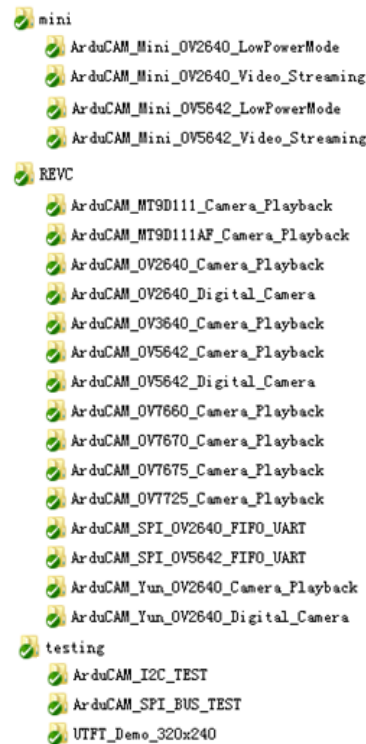 mini
ArduCAM_Mini_OV2640_LowPowerMode
ArduCAM_Mini_OV2640_Video_Streaming
ArduCAM_Mini_OV5642_LowPowerMode
ArduCAM_Mini_OV5642_Video_Streaming
REVC
ArduCAM_MT9D111_Camera_Playback
ArduCAM_MT9D111AF_Camera_Playback
ArduCAM_OV2640_Camera_Playback
ArduCAM_OV2640_Digital_Camera
ArduCAM_OV3640_Camera_Playback
ArduCAM_OV5642_Camera_Playback
ArduCAM_OV5642_Digital_Camera
ArduCAM_OV7660_Camera_Playback
ArduCAM_OV7670_Camera_Playback
ArduCAM_OV7675_Camera_Playback
ArduCAM_OV7725_Camera_Playback
ArduCAM_SPI_OV2640_FIFO_UART
ArduCAM_SPI_OV5642_FIFO_UART
ArduCAM_Yun_OV2640_Camera_Playback
ArduCAM_Yun_OV2640_Digital_Camera
testing
ArduCAM_I2C_TEST
ArduCAM_SPI_BUS_TEST
UTFT_Demo_320x240